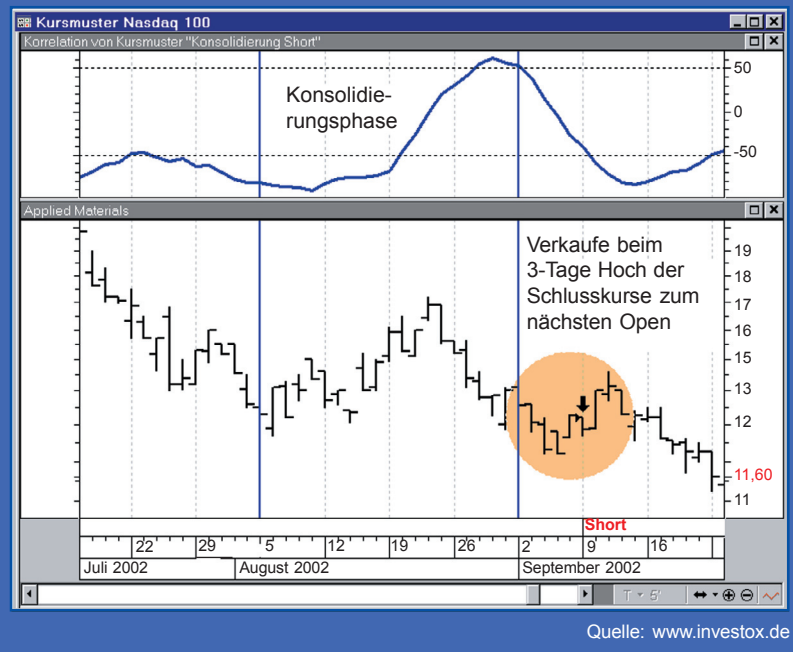 Kursmuster Nasdaq 100
Korrelation von Kursmuster "Konsolidierung Short"
Konsolidie-
rungsphase
50
0
-50
Applied Materials
Verkaufe beim
3-Tage Hoch der
Schlusskurse zum
nächsten Open
19
18
17
16
15
13
12
11,60
11
Short
22 29 5 12 19 26 2 9 16
Juli 2002 August 2002 September 2002
T 5'
Quelle: www.investox.de